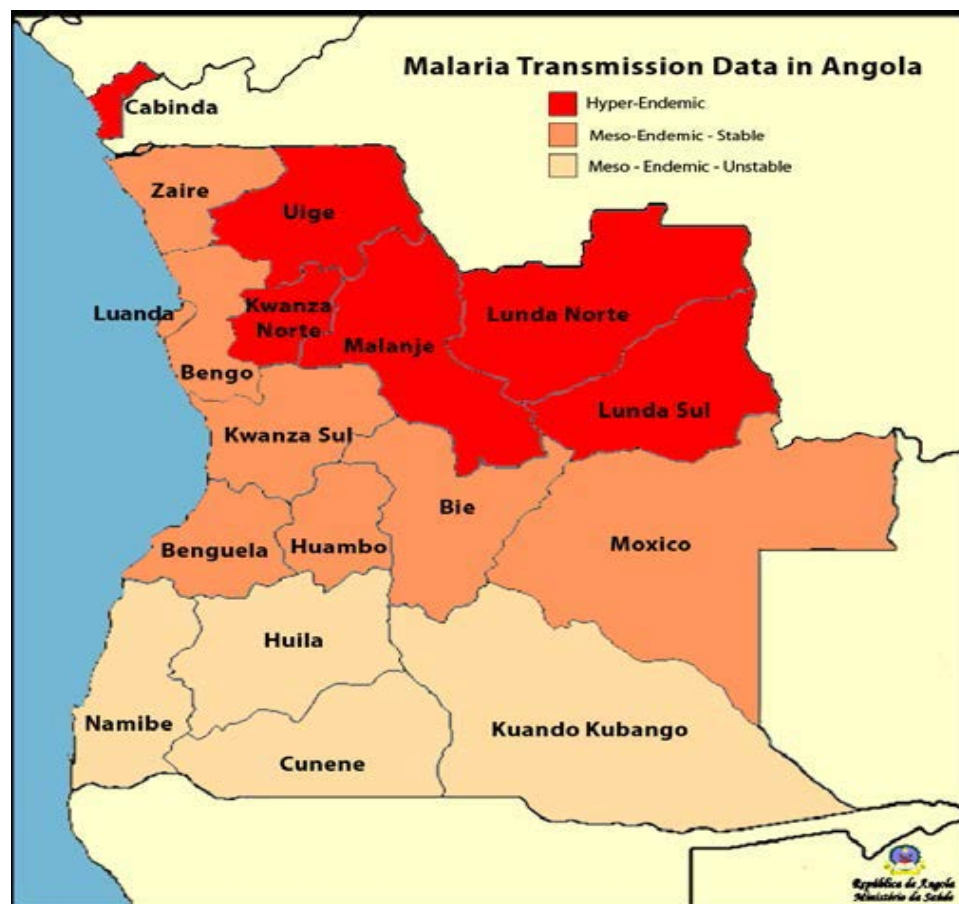 Malaria Transmission Data in Angola
Hyper-Endemic
Meso-Endemic - Stable
Meso - Endemic - Unstable
Cabinda
Zaire
Uige
Luanda
Kwanza
Norte
Malanje
Lunda Norte
Bengo
Lunda Sul
Kwanza Sul
Bie
Benguela
Huambo
Moxico
Huila
Namibe
Kuando Kubango
Cunene
República de Angola
Ministério da Saúde